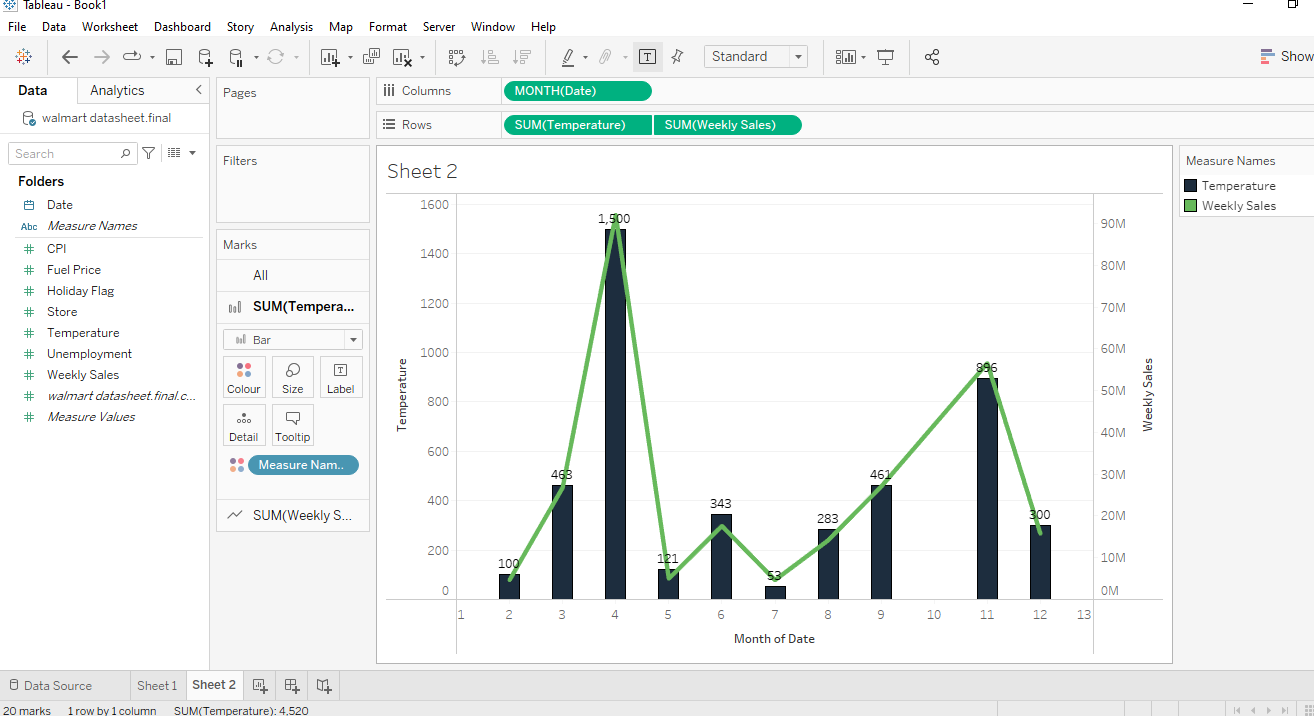 Tableau - Book1
File Data Worksheet Dashboard Story Analysis Map Format Server Window Help
Standard
Show
Data Analytics
walmart datasheet.final
Search
Folders
Date
Abc Measure Names
CPI
Fuel Price
Holiday Flag
Store
Temperature
Unemployment
Weekly Sales
walmart datasheet.final.c...
Measure Values
Pages
Filters
Marks
All
SUM(Tempera...
Bar
Colour Size Label
Detail Tooltip
Measure Nam..
SUM(Weekly S...
Columns MONTH(Date)
Rows SUM(Temperature) SUM(Weekly Sales)
Sheet 2
Temperature
1600
1400
1200
1000
800
600
400
200
0
100
463
1,500
121
343
53
283
461
896
300
90M
80M
70M
60M
50M
40M
30M
20M
10M
0M
Weekly Sales
1 2 3 4 5 6 7 8 9 10 11 12 13
Month of Date
Measure Names
Temperature
Weekly Sales
Data Source Sheet 1 Sheet 2
20 marks 1 row by 1 column SUM(Temperature): 4,520